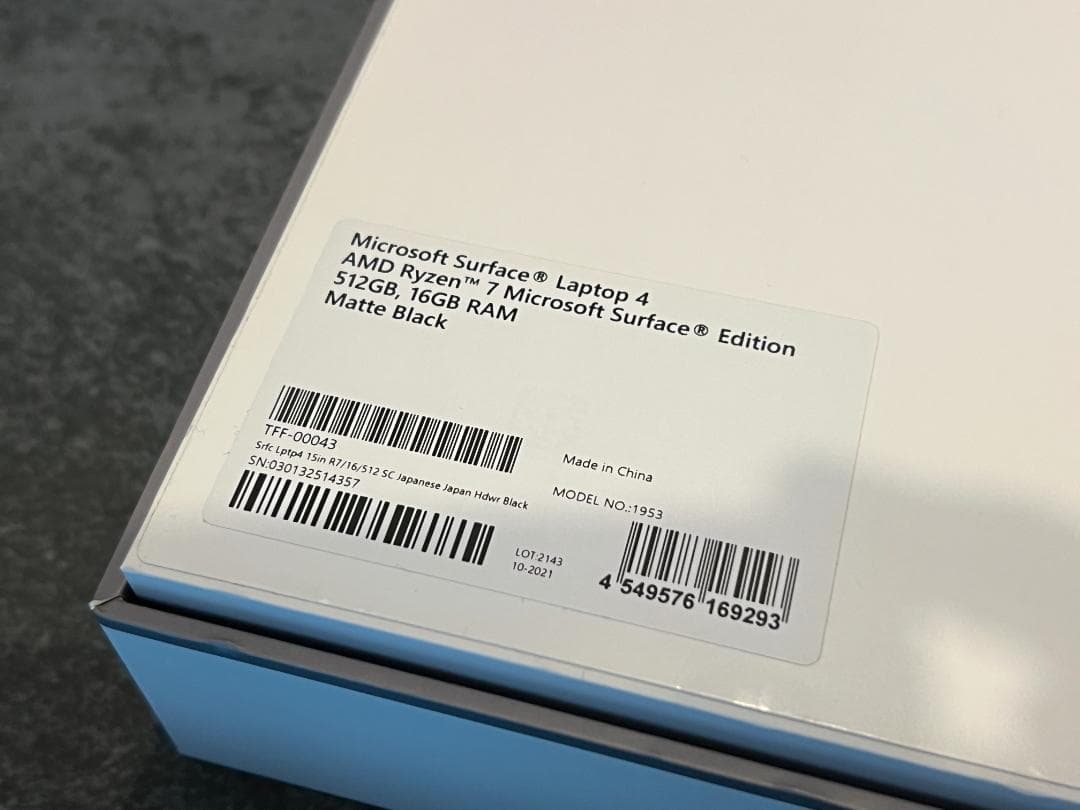 Microsoft Surface® Laptop 4
AMD Ryzen™ 7 Microsoft Surface® Edition
512GB, 16GB RAM
Matte Black
TFF-00043
Srfc Lptp4 15in R7/16/512 SC Japanese Japan Hdwr Black
SN:030132514357
Made in China
MODEL NO.:1953
LOT:2143
10-2021
4 549576 169293